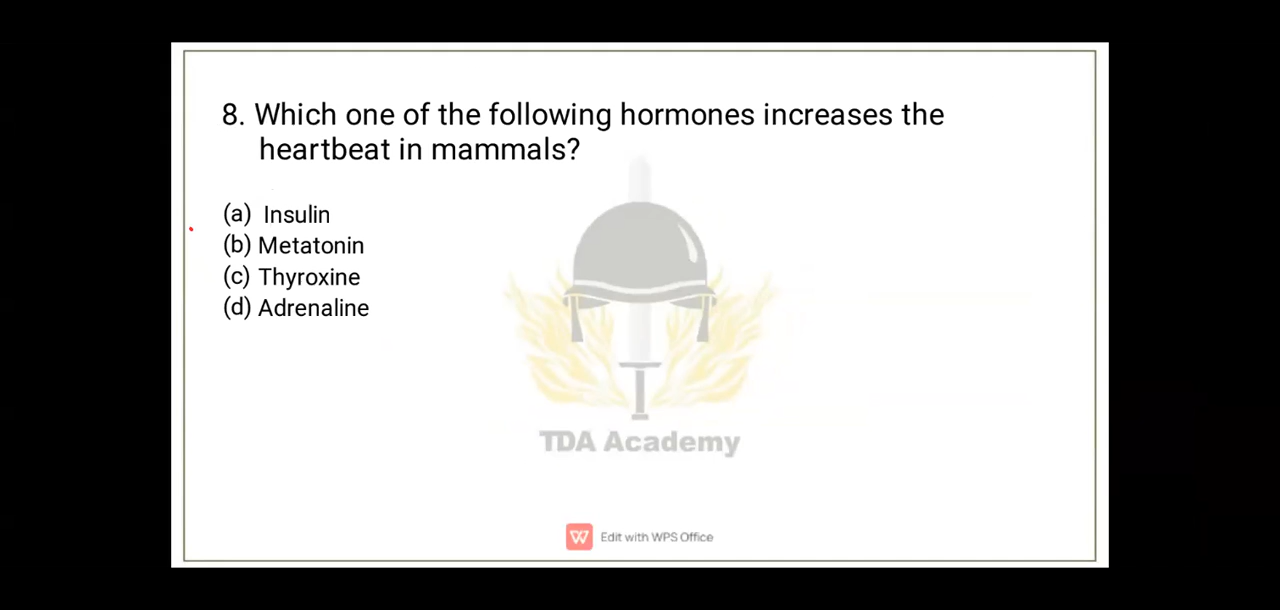 8. Which one of the following hormones increases the
heartbeat in mammals?
(a) Insulin
(b) Metatonin
(c) Thyroxine
(d) Adrenaline
TDA Academy
Edit with WPS Office